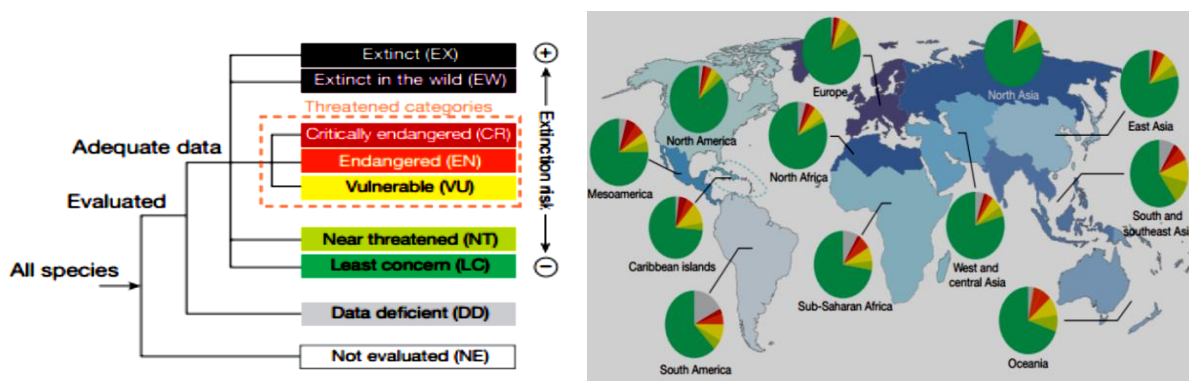 Extinct (EX)
Extinct in the wild (EW)
Threatened categories
Critically endangered (CR)
Adequate data
Endangered (EN)
Vulnerable (VU)
Evaluated
Near threatened (NT)
All species
Least concern (LC)
Data deficient (DD)
Not evaluated (NE)
+
Extinction risk
−
Europe
North Asia
North America
East Asia
North Africa
Mesoamerica
South and
southeast Asia
Caribbean islands
West and
central Asia
Sub-Saharan Africa
South America
Oceania